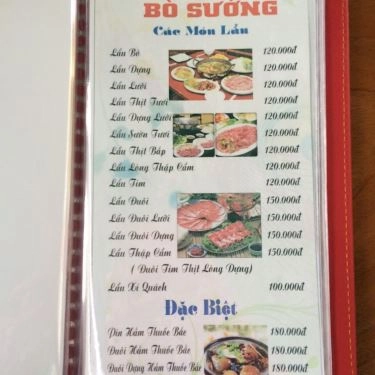 BÒ SƯỚNG
Các Món Lẩu
Lẩu Bò 120.000đ
Lẩu Dựng 120.000đ
Lẩu Lưỡi 120.000đ
Lẩu Thịt Tươi 120.000đ
Lẩu Dựng Lưỡi 120.000đ
Lẩu Sườn Tươi 120.000đ
Lẩu Thịt Bắp 120.000đ
Lẩu Lòng Thập Cẩm 120.000đ
Lẩu Tim 120.000đ
Lẩu Đuôi 150.000đ
Lẩu Đuôi Lưỡi 150.000đ
Lẩu Đuôi Dựng 150.000đ
Lẩu Thập Cẩm 150.000đ
( Đuôi Tim Thịt Lòng Dựng)
Lẩu Xí Quách 100.000đ
Đặc Biệt
Pín Hầm Thuốc Bắc 180.000đ
Đuôi Hầm Thuốc Bắc 180.000đ
Đuôi Dựng Hầm Thuốc Bắc 180.000đ